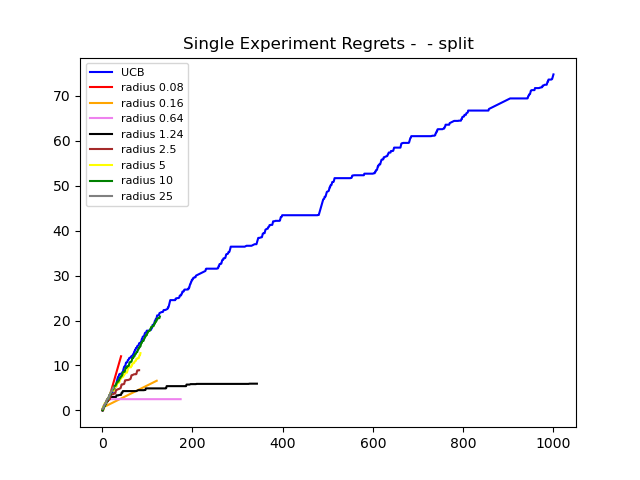 Single Experiment Regrets -  - split
UCB
radius 0.08
radius 0.16
radius 0.64
radius 1.24
radius 2.5
radius 5
radius 10
radius 25
70
60
50
40
30
20
10
0
0 200 400 600 800 1000